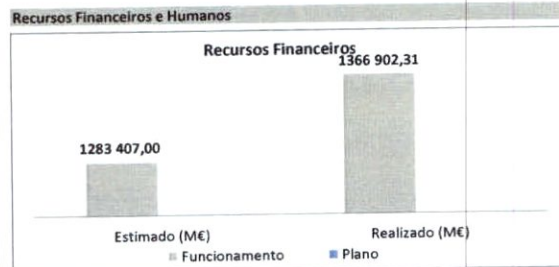 Recursos Financeiros e Humanos
Recursos Financeiros
1366 902,31
1283 407,00
Estimado (M€)
Realizado (M€)
Funcionamento
Plano